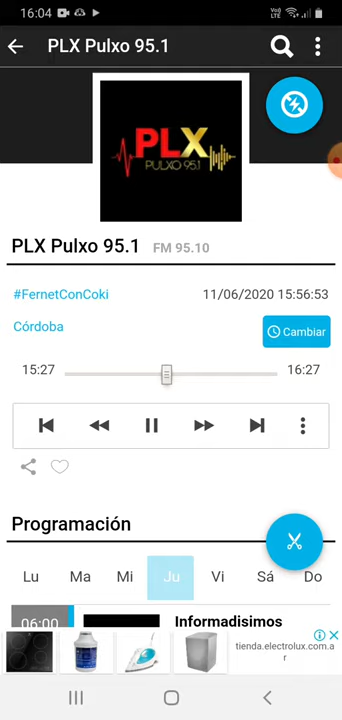 16:04
Vo)) LTE
PLX Pulxo 95.1
PLX
PULXO 95.1
PLX Pulxo 95.1 FM 95.10
#FernetConCoki 11/06/2020 15:56:53
Córdoba Cambiar
15:27 16:27
Programación
Lu Ma Mi Ju Vi Sá Do
06:00 Informadisimos
tienda.electrolux.com.a
r